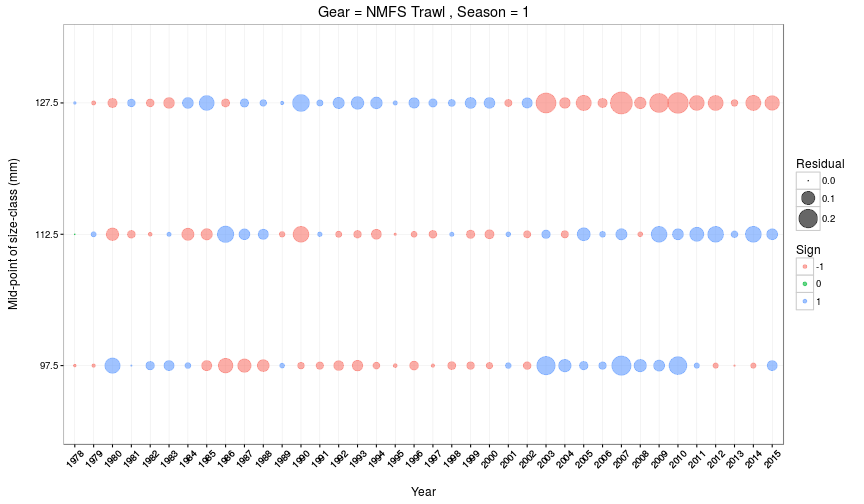 Gear = NMFS Trawl , Season = 1
Mid-point of size-class (mm)
127.5
112.5
97.5
1978 1979 1980 1981 1982 1983 1984 1985 1986 1987 1988 1989 1990 1991 1992 1993 1994 1995 1996 1997 1998 1999 2000 2001 2002 2003 2004 2005 2006 2007 2008 2009 2010 2011 2012 2013 2014 2015
Year
Residual
0.0
0.1
0.2
Sign
-1
0
1